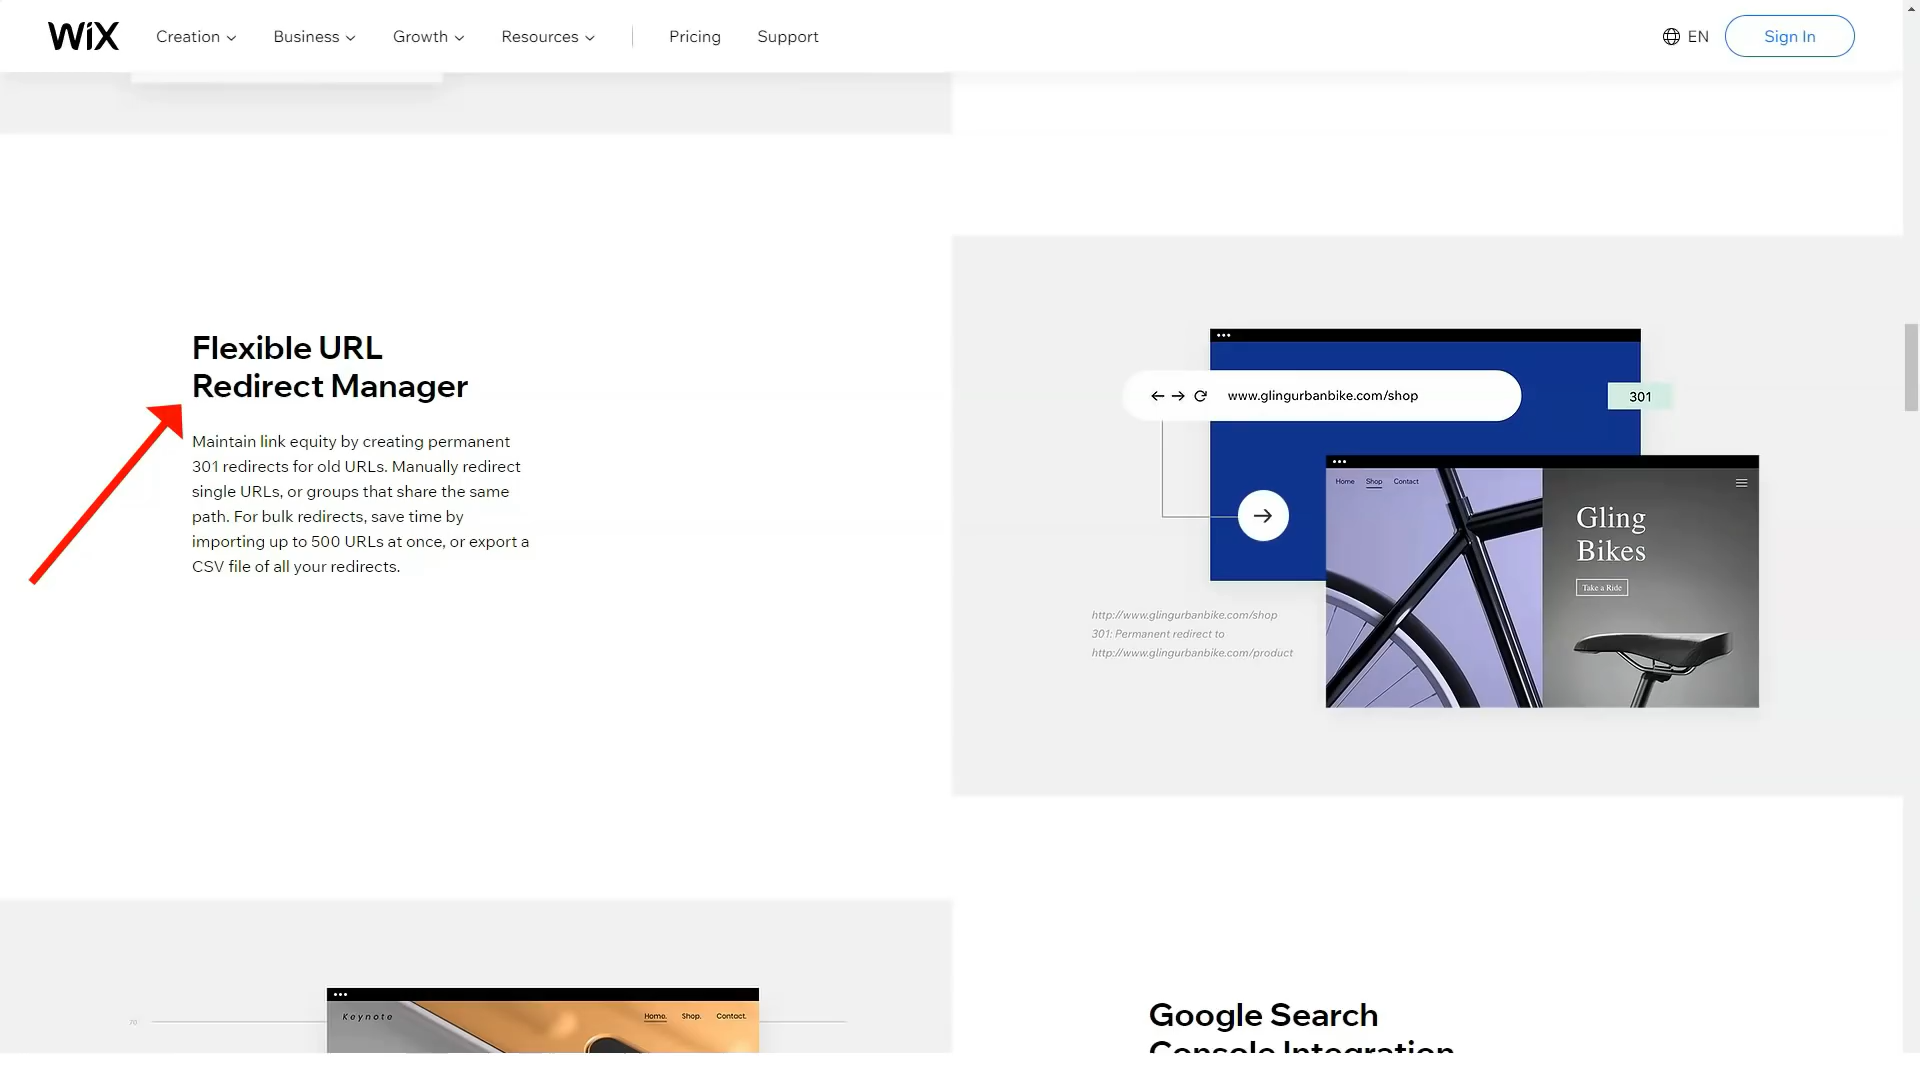 WiX
Creation
Business
Growth
Resources
Pricing
Support
EN
Sign In
Flexible URL
Redirect Manager
Maintain link equity by creating permanent
301 redirects for old URLs. Manually redirect
single URLs, or groups that share the same
path. For bulk redirects, save time by
importing up to 500 URLs at once, or export a
CSV file of all your redirects.
www.glingurbanbike.com/shop
301
Home Shop Contact
Gling
Bikes
Take a Ride
http://www.glingurbanbike.com/shop
301: Permanent redirect to
http://www.glingurbanbike.com/product
70
Keynote
Home. Shop. Contact.
Google Search
Console Integration